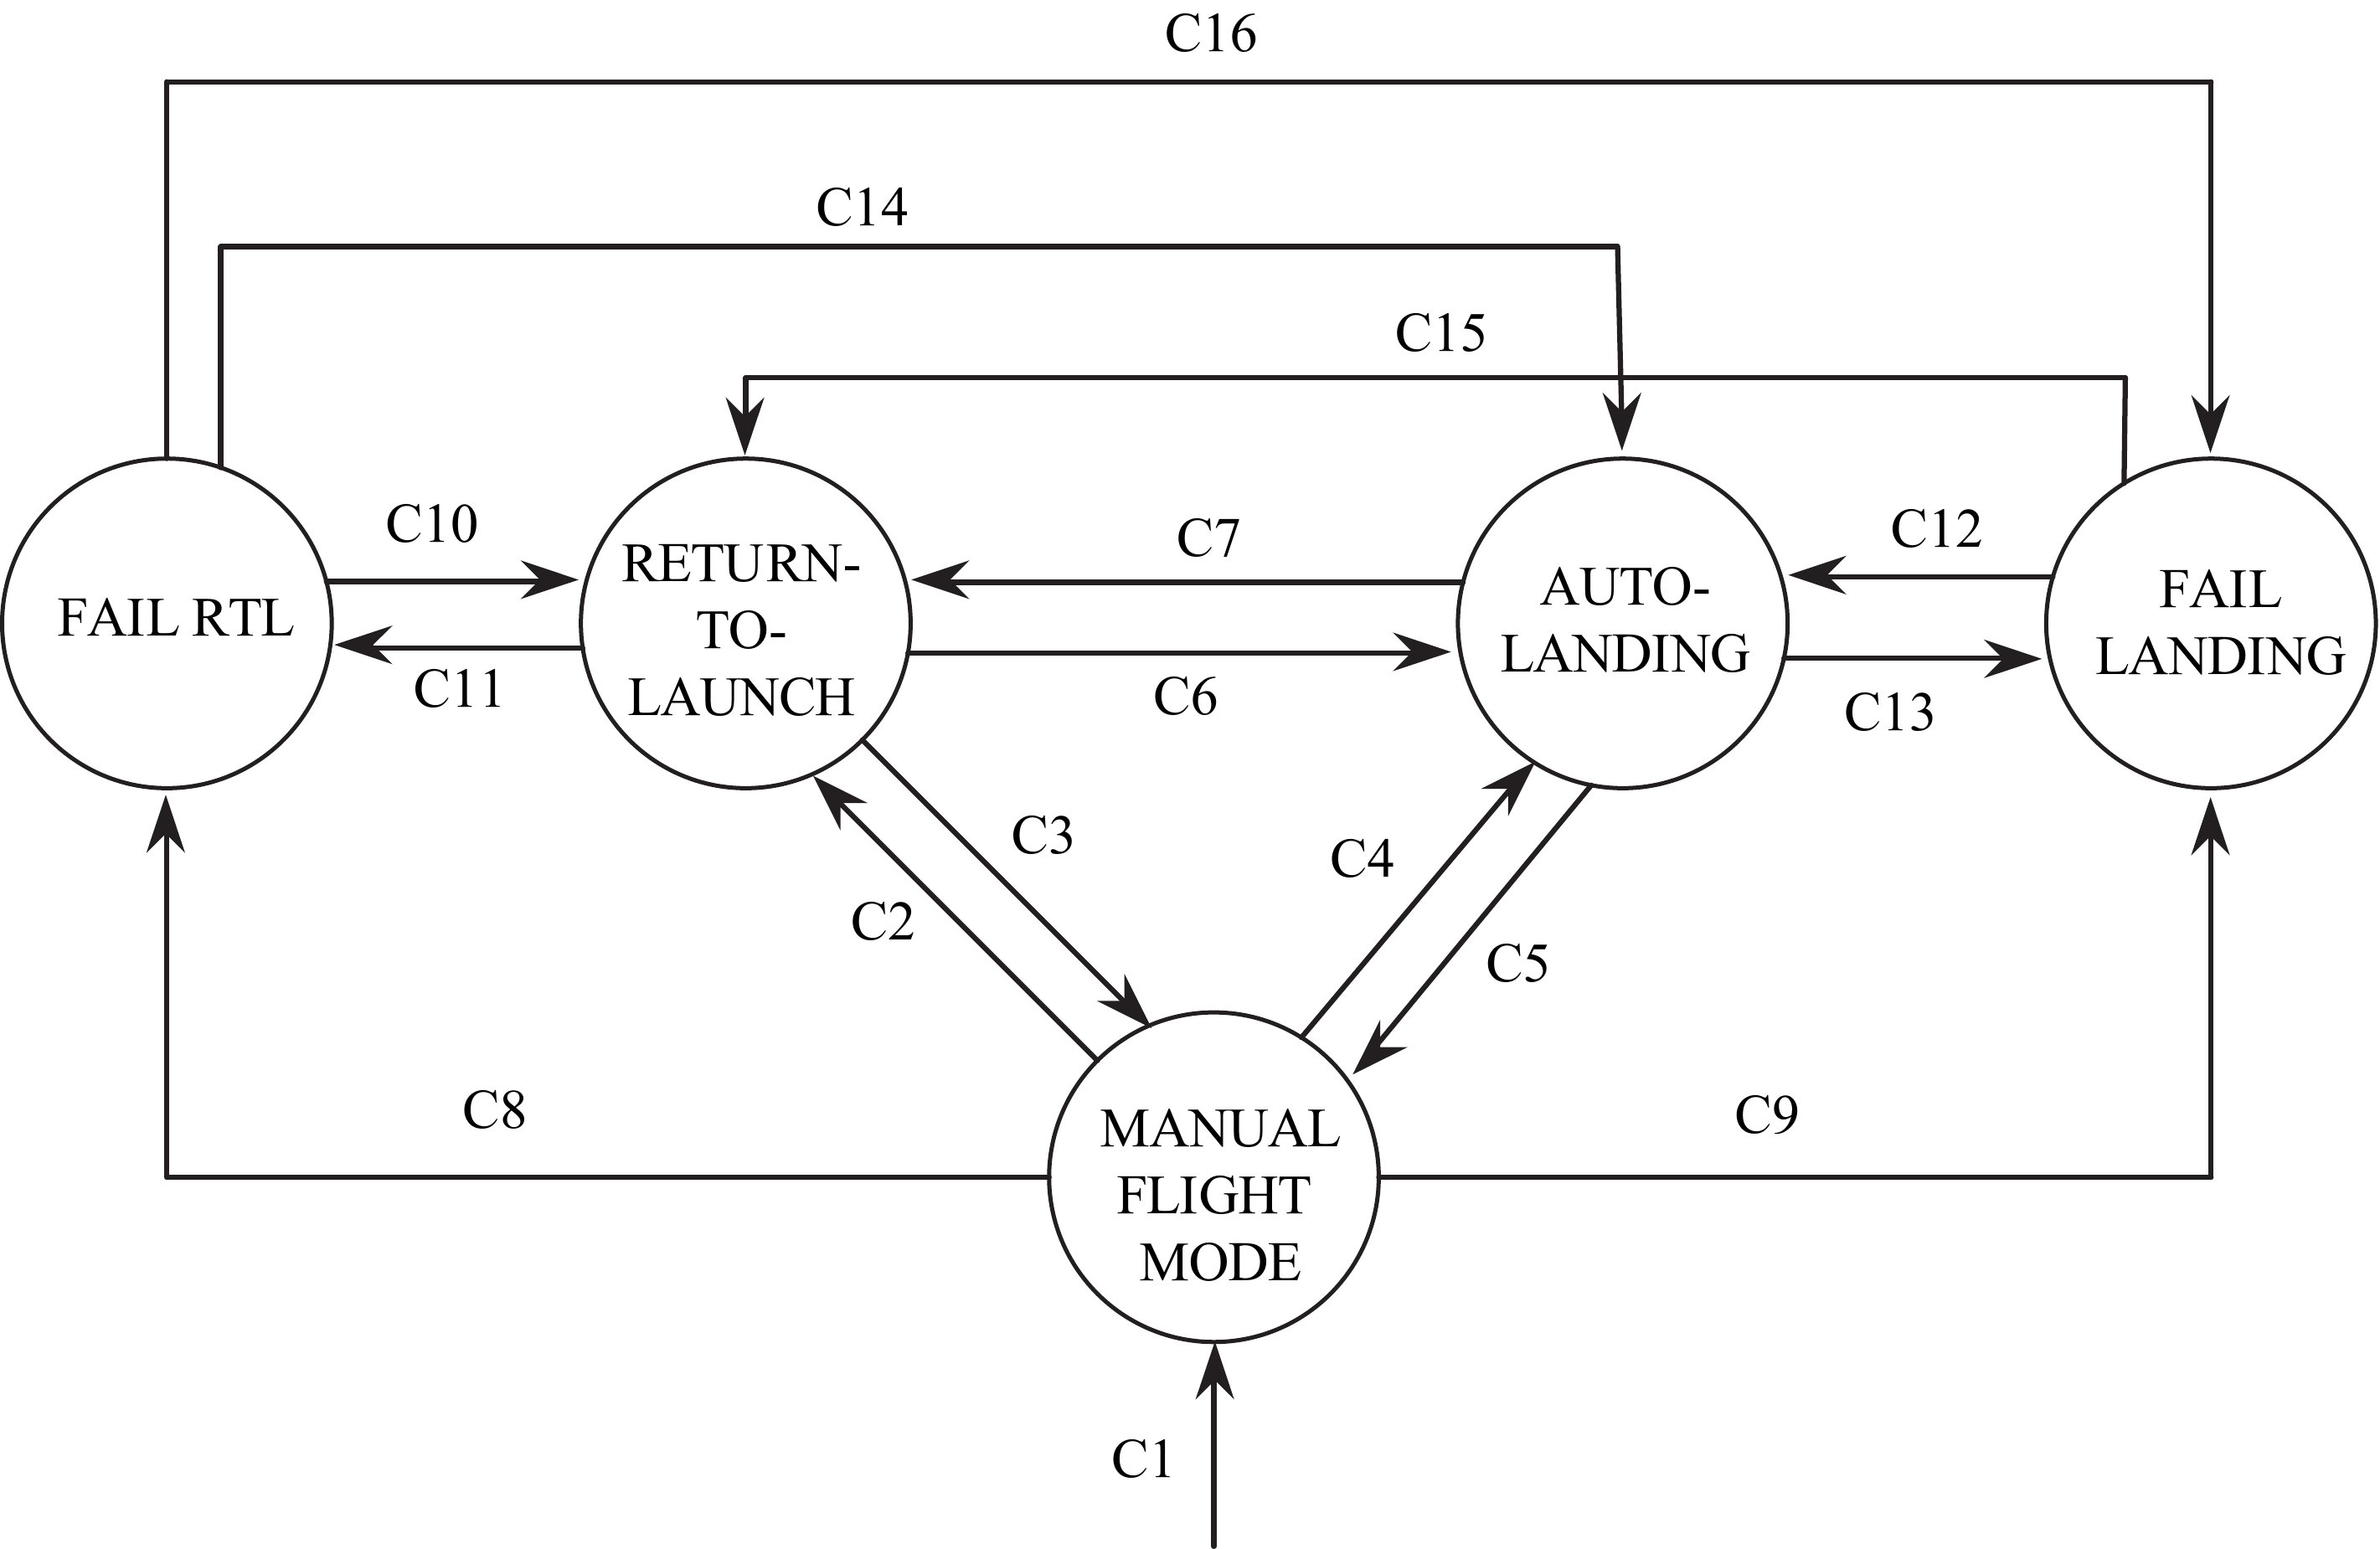 C16
C14
C15
C10
C7
C12
FAIL RTL
RETURN-
TO-
LAUNCH
AUTO-
LANDING
FAIL
LANDING
C11
C6
C13
C3
C4
C2
C5
C8
C9
MANUAL
FLIGHT
MODE
C1